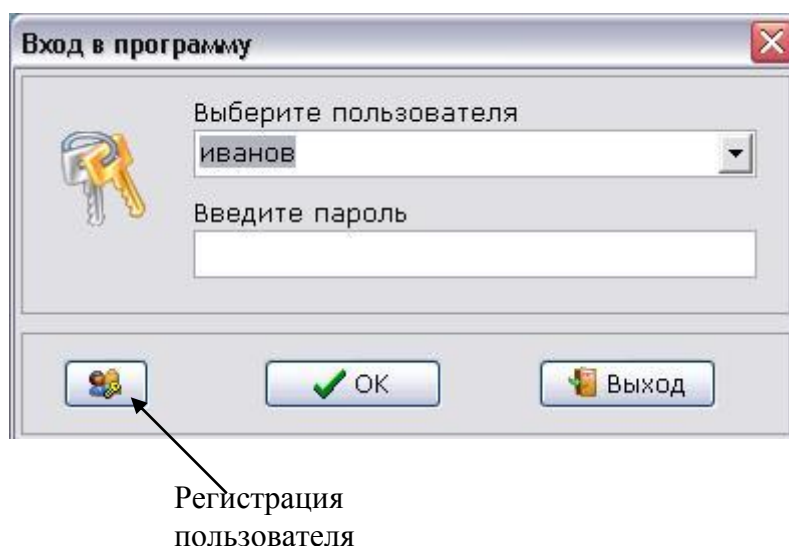 Вход в программу
Выберите пользователя
иванов
Введите пароль
OK
Выход
Регистрация
пользователя